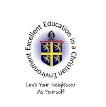 Excellent Education in a Christian Environment
Love Your Neighbour
As Yourself